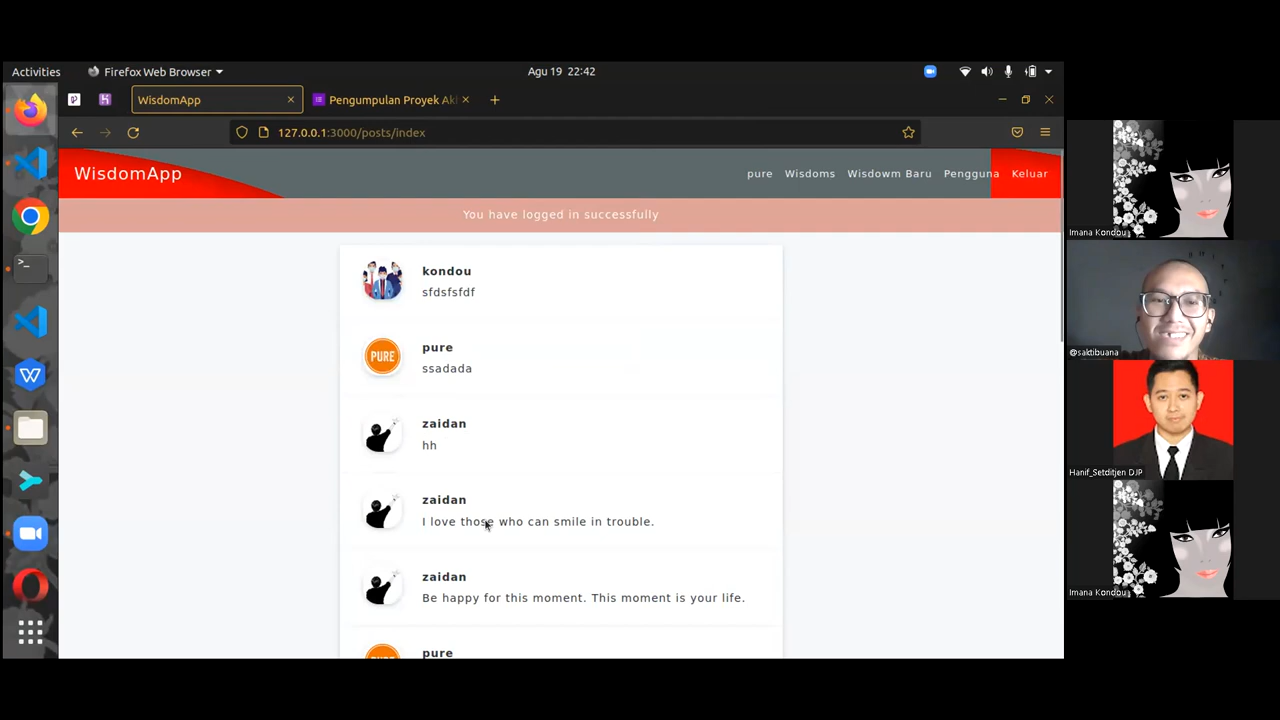 Activities
Firefox Web Browser
Agu 19 22:42
WisdomApp
Pengumpulan Proyek Akl
127.0.0.1:3000/posts/index
WisdomApp
pure
Wisdoms
Wisdowm Baru
Pengguna
Keluar
You have logged in successfully
kondou
sfdsfsfdf
PURE
pure
ssadada
zaidan
hh
zaidan
I love those who can smile in trouble.
zaidan
Be happy for this moment. This moment is your life.
pure
Imana Kondou
@saktibuana
Hanif_Setditjen DJP
Imana Kondou